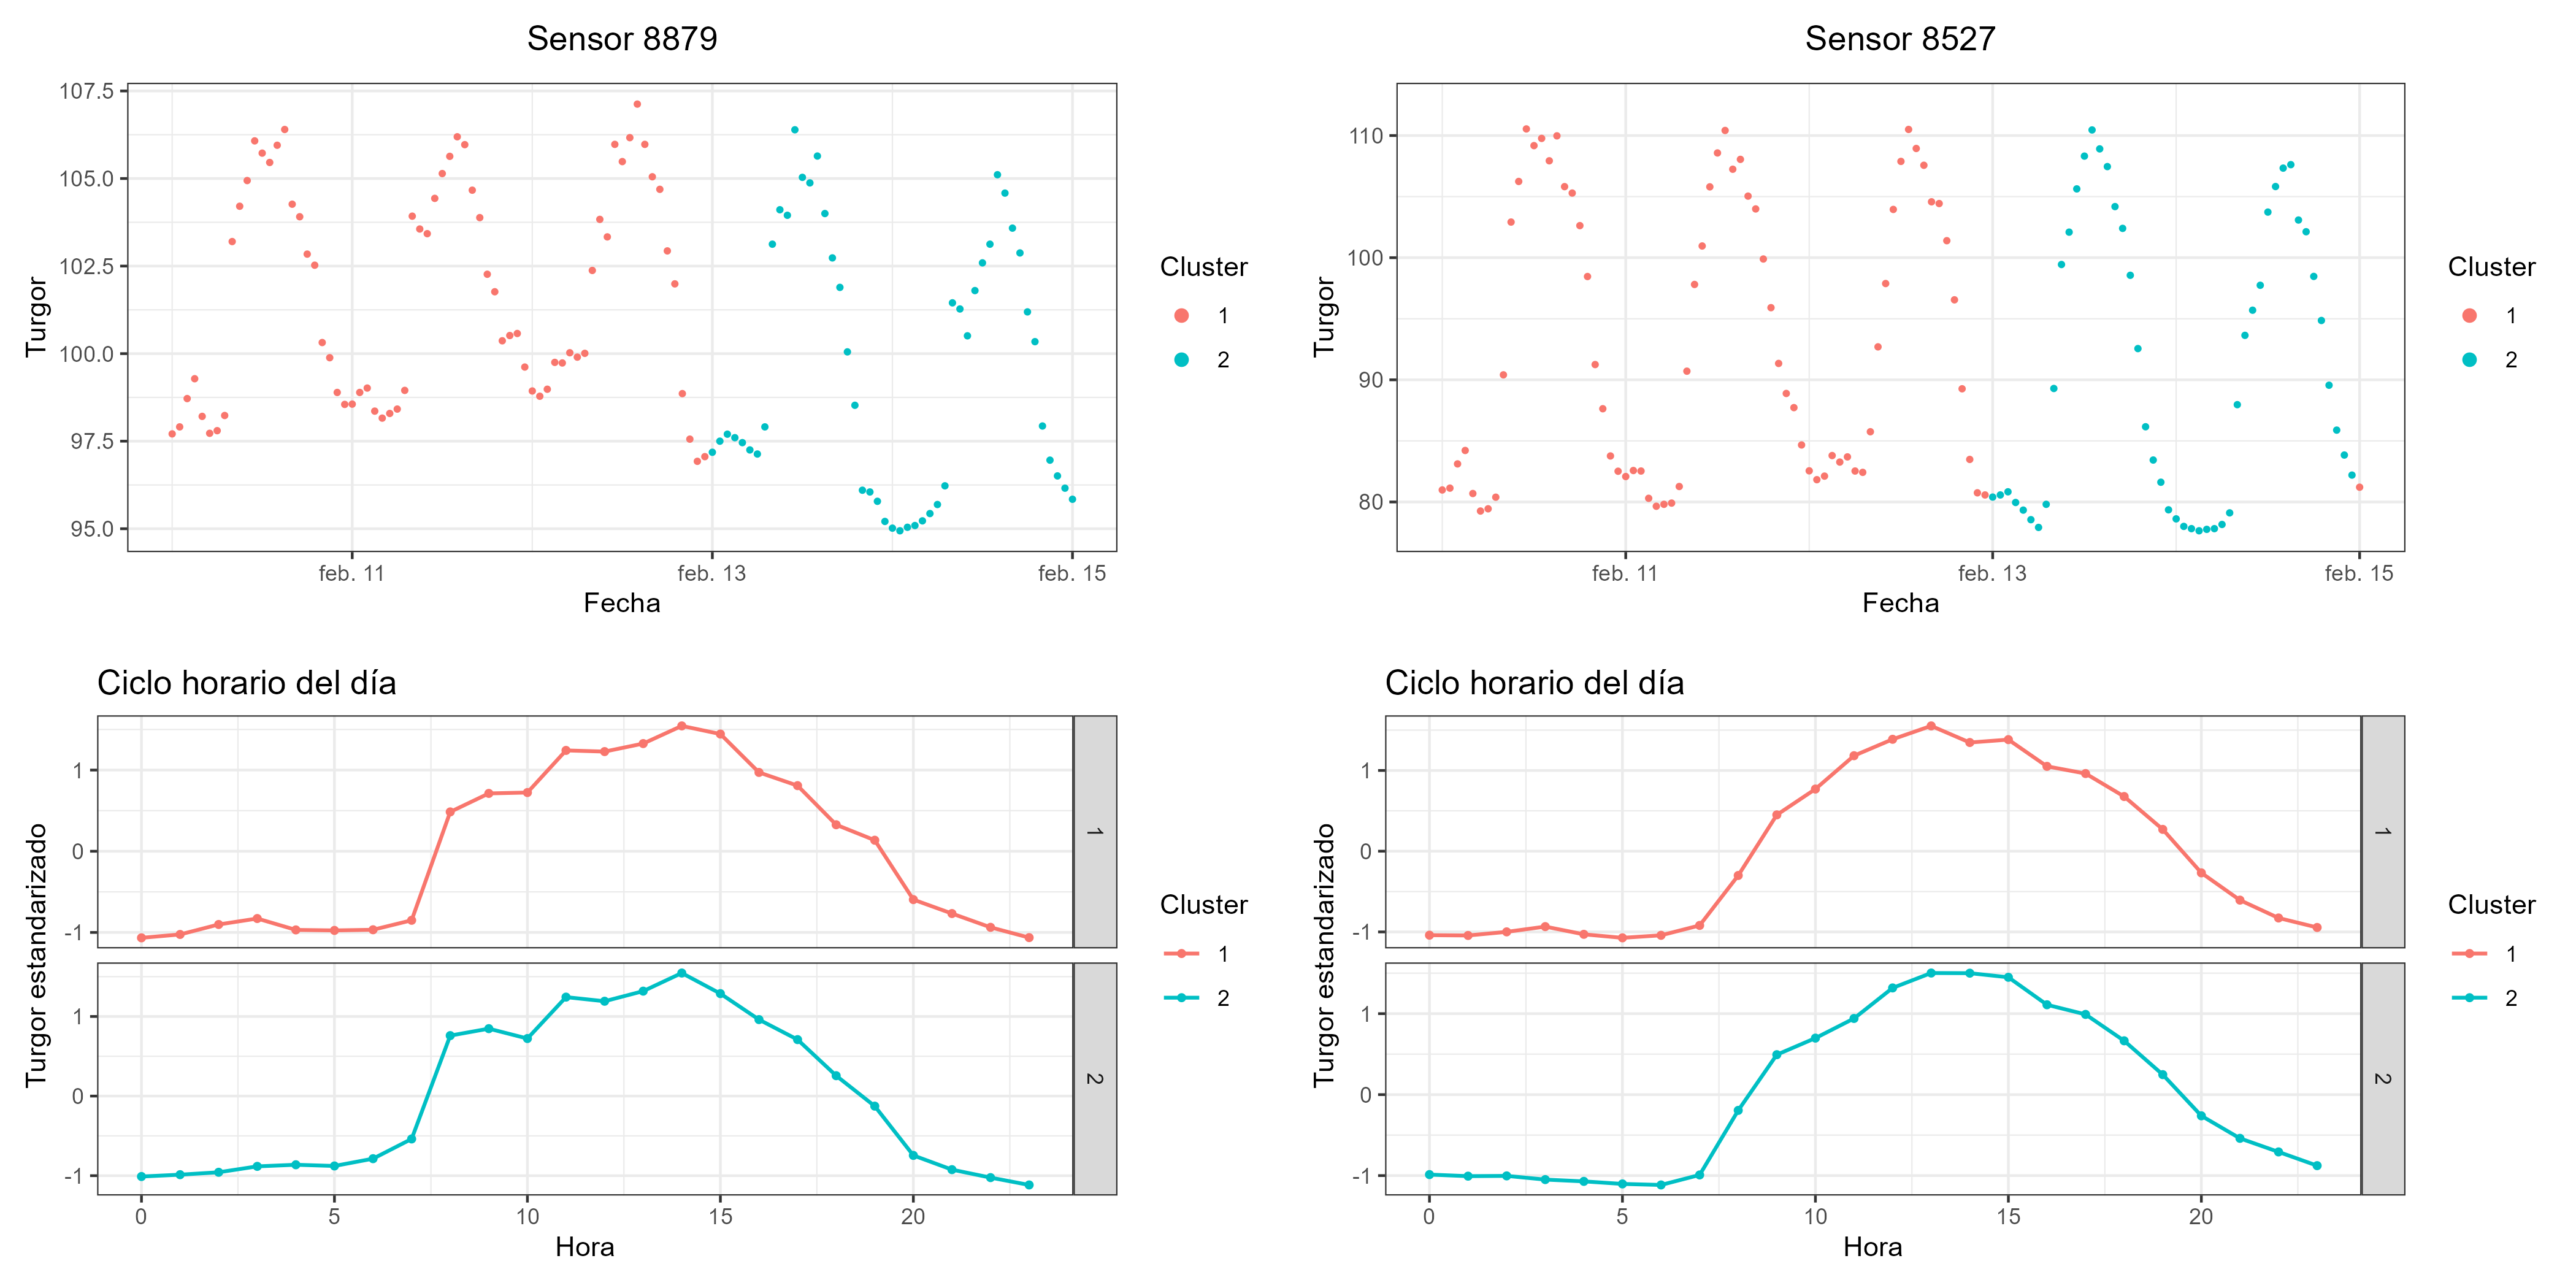 Sensor 8879
107.5
105.0
102.5
100.0
97.5
95.0
Turgor
feb. 11
feb. 13
feb. 15
Fecha
Cluster
1
2
Sensor 8527
110
100
90
80
Turgor
feb. 11
feb. 13
feb. 15
Fecha
Cluster
1
2
Ciclo horario del día
1
0
-1
1
0
-1
Turgor estandarizado
1
2
0
5
10
15
20
Hora
Cluster
1
2
Ciclo horario del día
1
0
-1
1
0
-1
Turgor estandarizado
1
2
0
5
10
15
20
Hora
Cluster
1
2